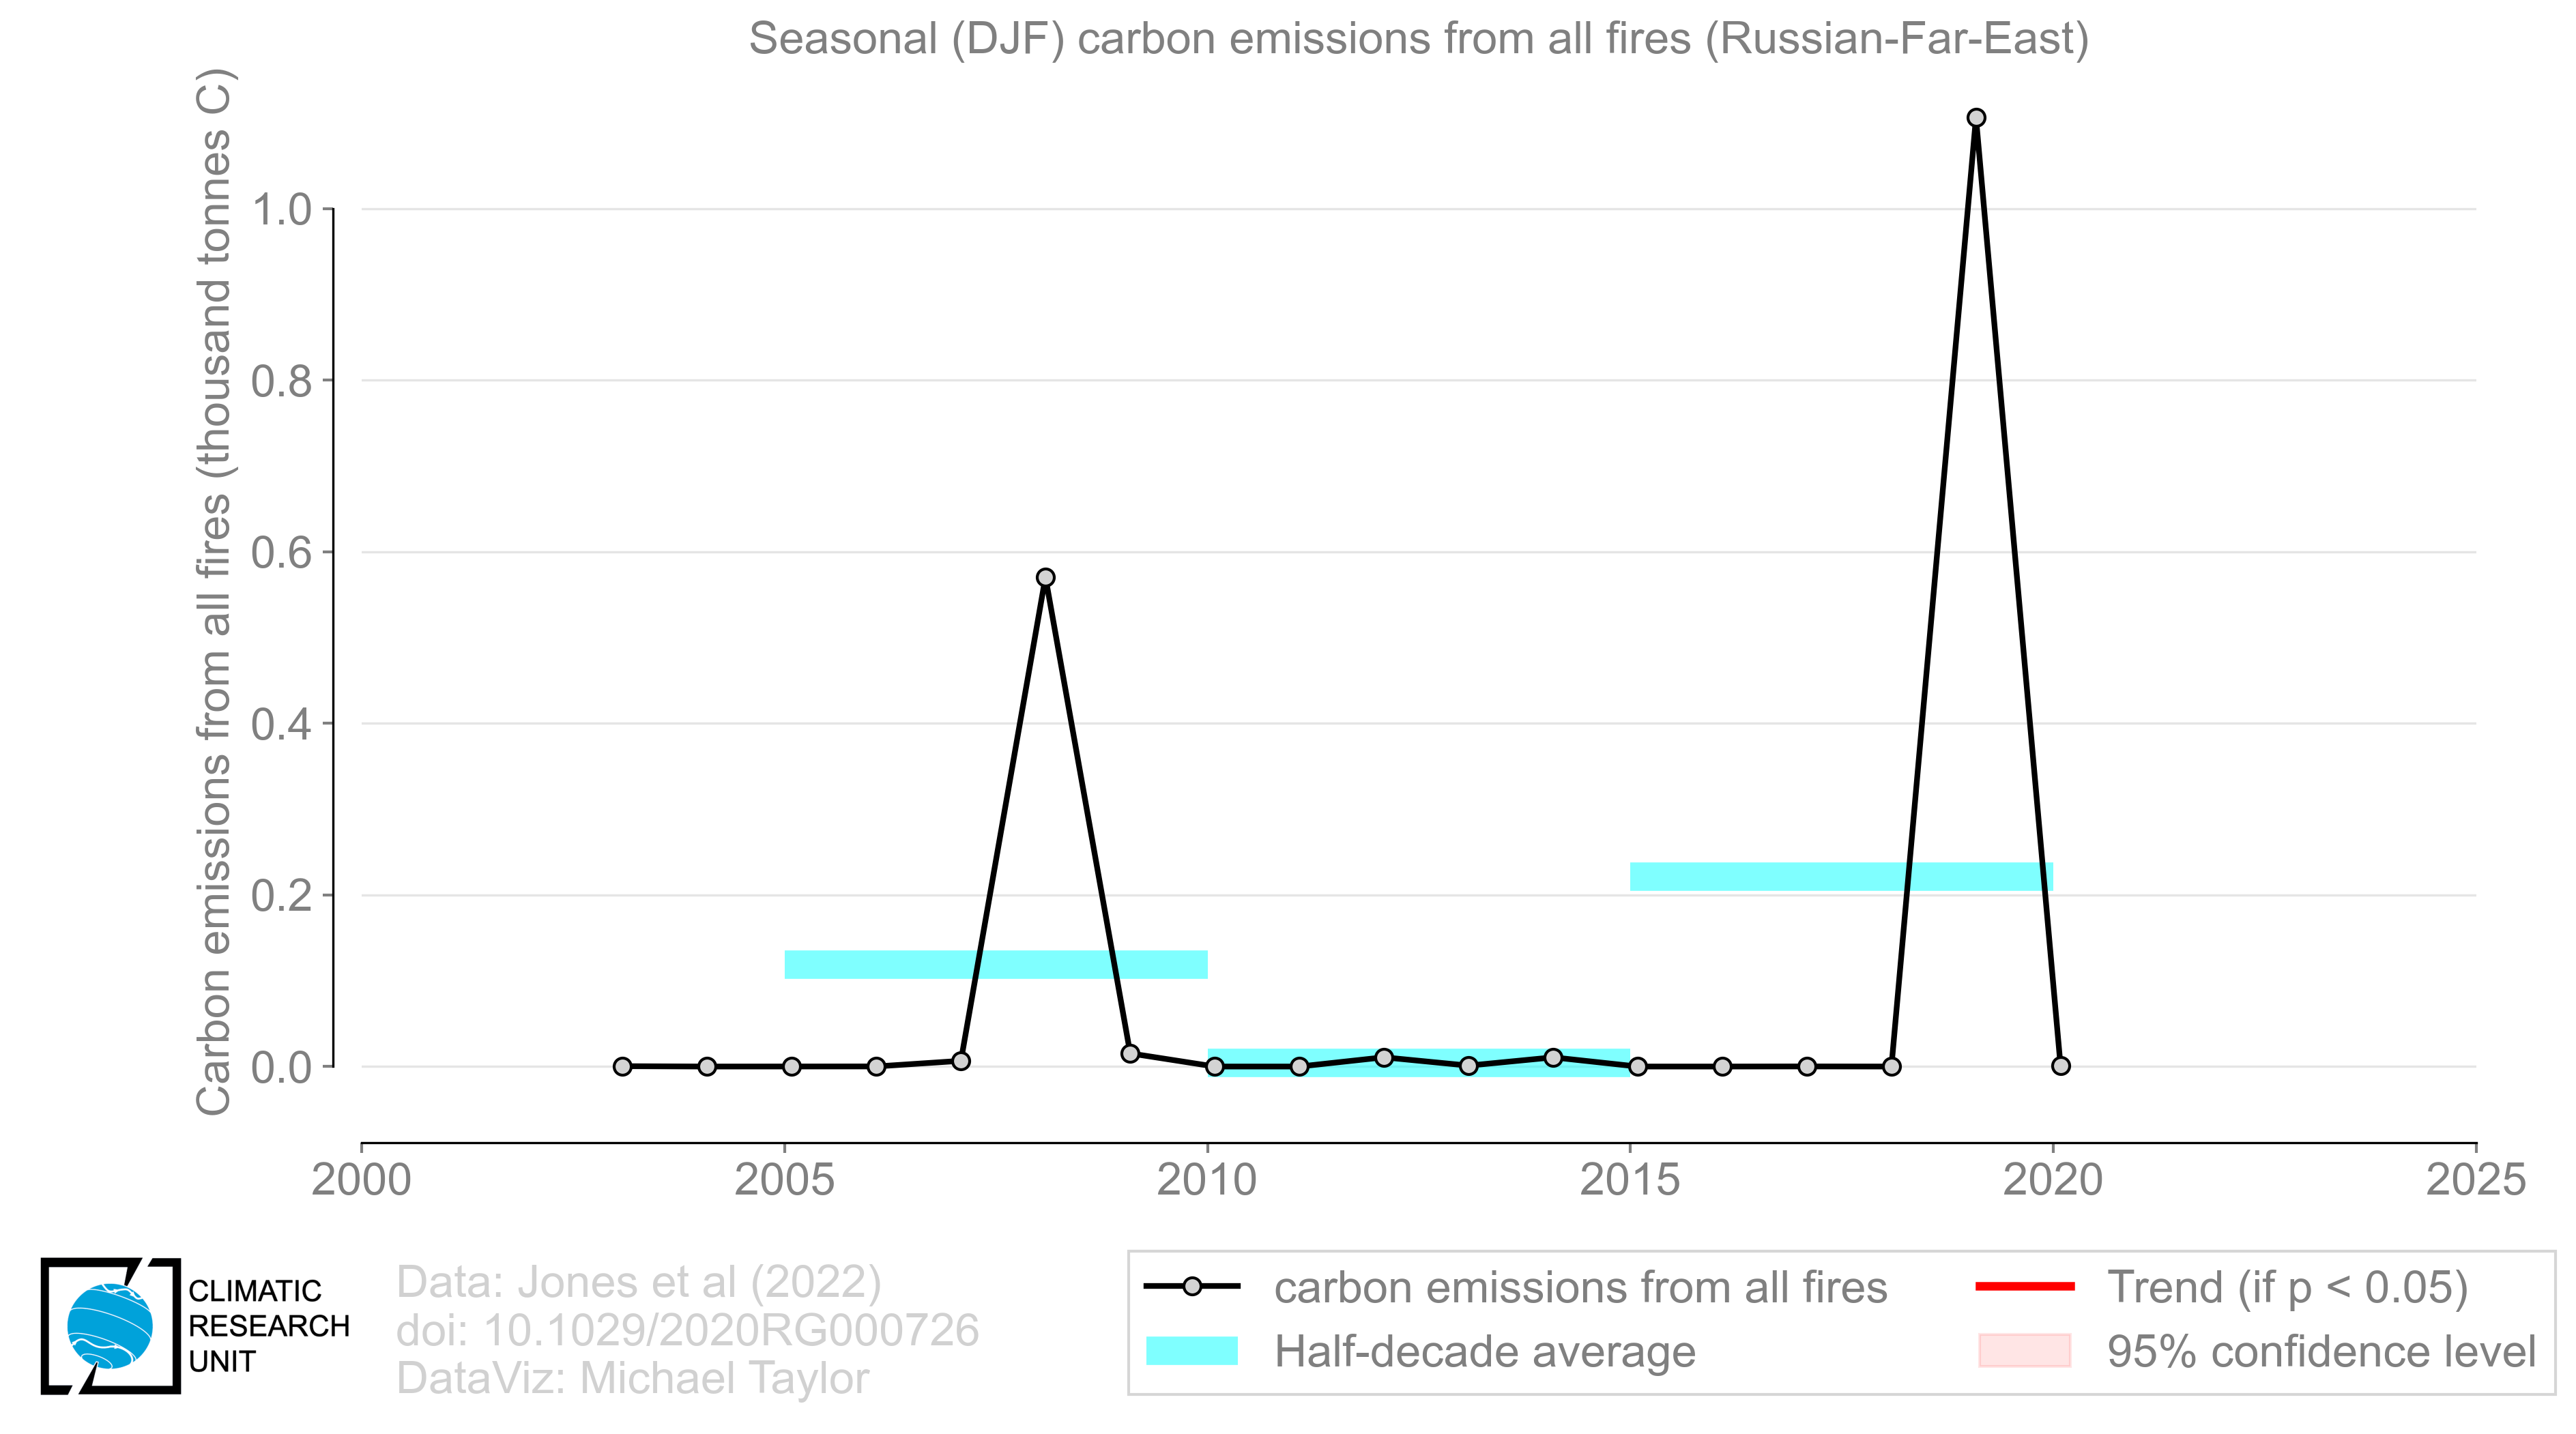 Seasonal (DJF) carbon emissions from all fires (Russian-Far-East)
Carbon emissions from all fires (thousand tonnes C)
1.0
0.8
0.6
0.4
0.2
0.0
2000 2005 2010 2015 2020 2025
CLIMATIC
RESEARCH
UNIT
Data: Jones et al (2022)
doi: 10.1029/2020RG000726
DataViz: Michael Taylor
carbon emissions from all fires
Half-decade average
Trend (if p < 0.05)
95% confidence level